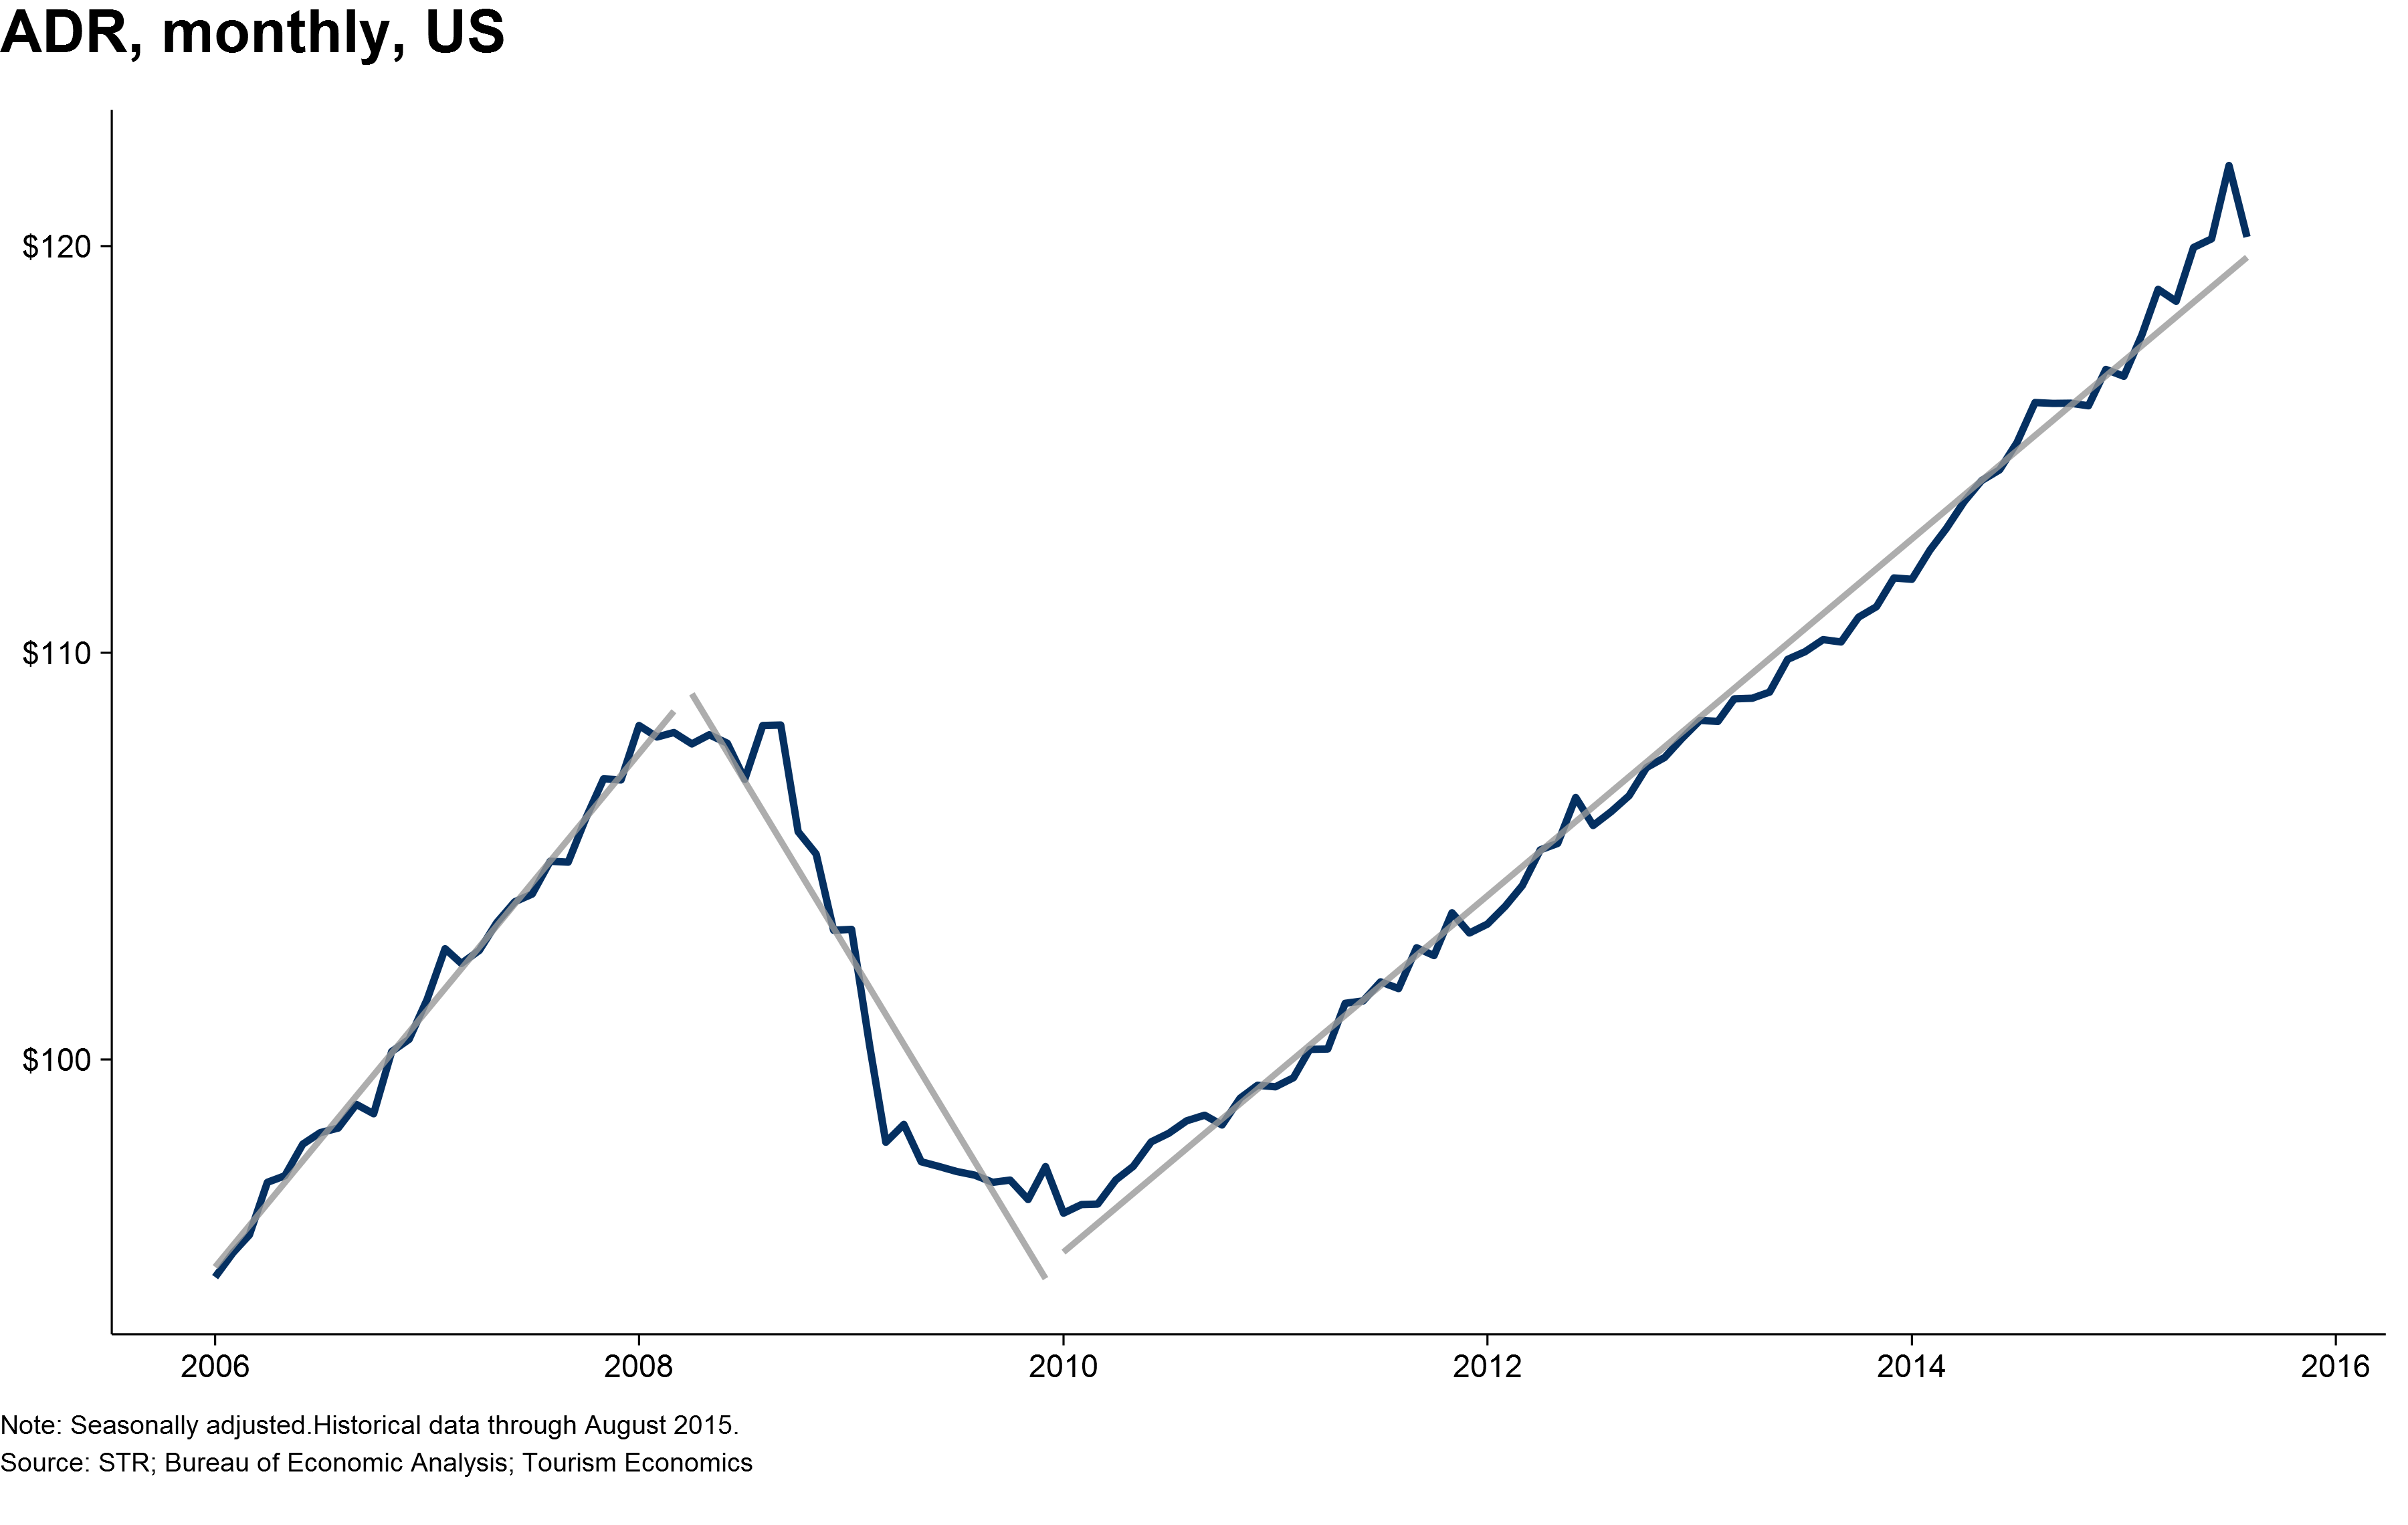 ADR, monthly, US
$120
$110
$100
2006 2008 2010 2012 2014 2016
Note: Seasonally adjusted.Historical data through August 2015.
Source: STR; Bureau of Economic Analysis; Tourism Economics